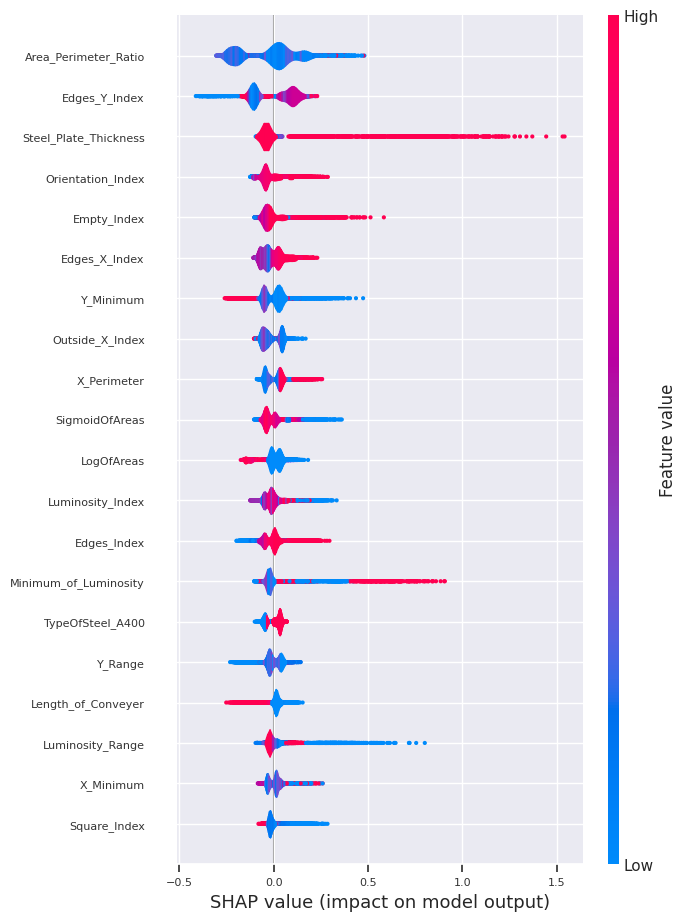 High
Area_Perimeter_Ratio
Edges_Y_Index
Steel_Plate_Thickness
Orientation_Index
Empty_Index
Edges_X_Index
Y_Minimum
Outside_X_Index
X_Perimeter
SigmoidOfAreas
LogOfAreas
Luminosity_Index
Edges_Index
Minimum_of_Luminosity
TypeOfSteel_A400
Y_Range
Length_of_Conveyer
Luminosity_Range
X_Minimum
Square_Index
Feature value
Low
−0.5 0.0 0.5 1.0 1.5
SHAP value (impact on model output)